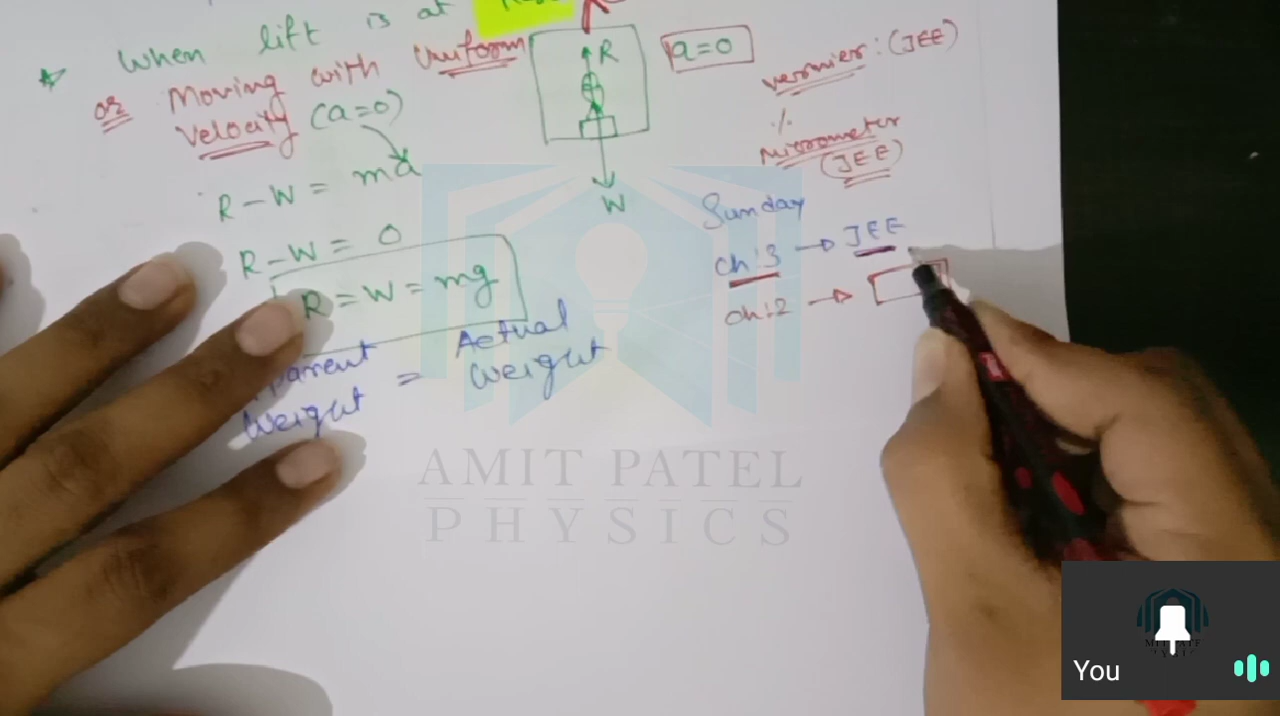 When lift is at Rest
or Moving with Uniform
Velocity (a=0)
R - W = ma
R - W = 0
R = W = mg
Apparent Weight = Actual Weight
R
W
a=0
vernier : (JEE)
micrometer
(JEE)
Sunday
ch:3 → JEE
ch:2 →
AMIT PATEL
PHYSICS
You